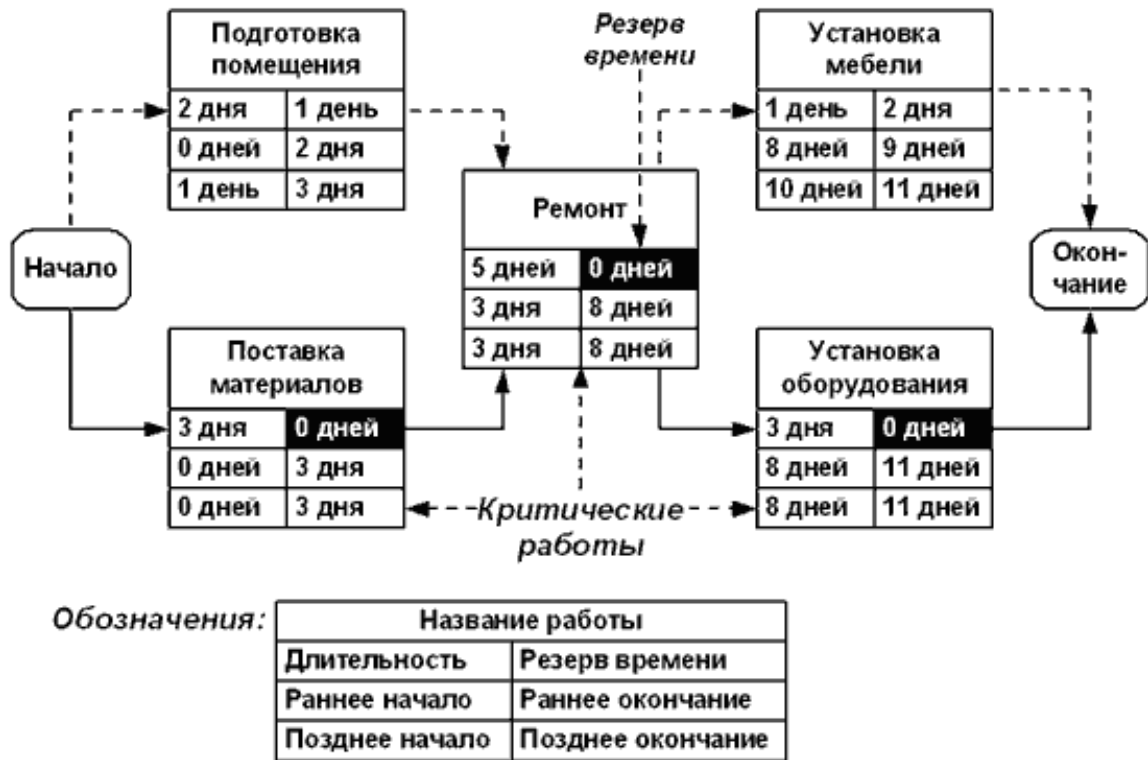 Подготовка
помещения
2 дня 1 день
0 дней 2 дня
1 день 3 дня
Резерв
времени
Установка
мебели
1 день 2 дня
8 дней 9 дней
10 дней 11 дней
Начало
Ремонт
5 дней 0 дней
3 дня 8 дней
3 дня 8 дней
Окон-
чание
Поставка
материалов
3 дня 0 дней
0 дней 3 дня
0 дней 3 дня
Установка
оборудования
3 дня 0 дней
8 дней 11 дней
8 дней 11 дней
Критические
работы
Обозначения:
Название работы
Длительность Резерв времени
Раннее начало Раннее окончание
Позднее начало Позднее окончание